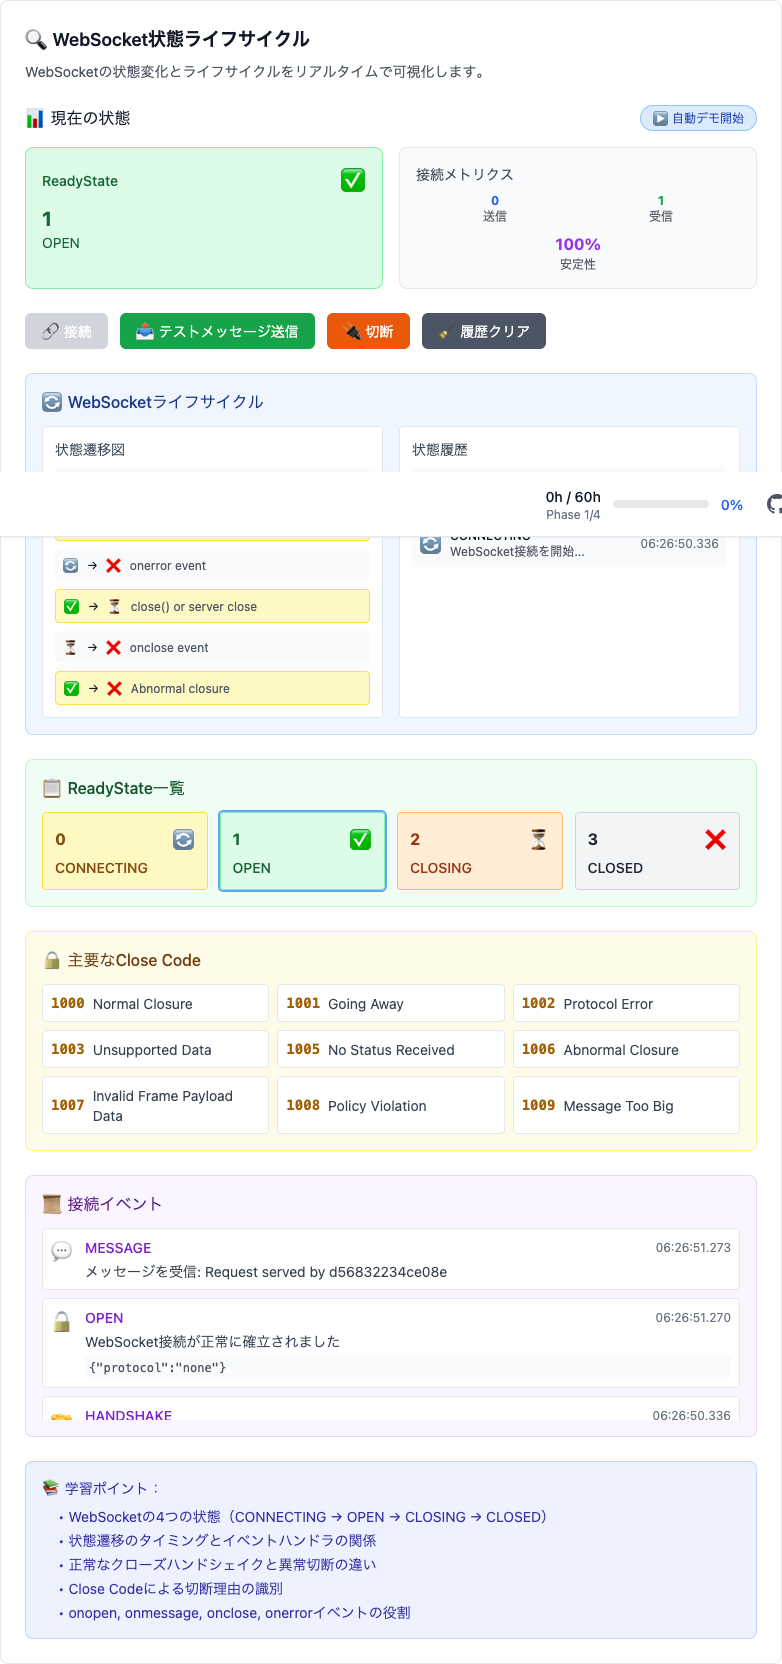 WebSocket状態ライフサイクル
WebSocketの状態変化とライフサイクルをリアルタイムで可視化します。
現在の状態
自動デモ開始
ReadyState
1
OPEN
接続メトリクス
0
送信
1
受信
100%
安定性
接続
テストメッセージ送信
切断
履歴クリア
WebSocketライフサイクル
状態遷移図
状態履歴
0h / 60h
Phase 1/4
0%
CONNECTING
WebSocket接続を開始...
06:26:50.336
→ onerror event
→ close() or server close
→ onclose event
→ Abnormal closure
ReadyState一覧
0
CONNECTING
1
OPEN
2
CLOSING
3
CLOSED
主要なClose Code
1000 Normal Closure
1001 Going Away
1002 Protocol Error
1003 Unsupported Data
1005 No Status Received
1006 Abnormal Closure
1007 Invalid Frame Payload Data
1008 Policy Violation
1009 Message Too Big
接続イベント
MESSAGE
06:26:51.273
メッセージを受信: Request served by d56832234ce08e
OPEN
06:26:51.270
WebSocket接続が正常に確立されました
{"protocol":"none"}
HANDSHAKE
06:26:50.336
学習ポイント：
• WebSocketの4つの状態（CONNECTING → OPEN → CLOSING → CLOSED）
• 状態遷移のタイミングとイベントハンドラの関係
• 正常なクローズハンドシェイクと異常切断の違い
• Close Codeによる切断理由の識別
• onopen, onmessage, onclose, onerrorイベントの役割